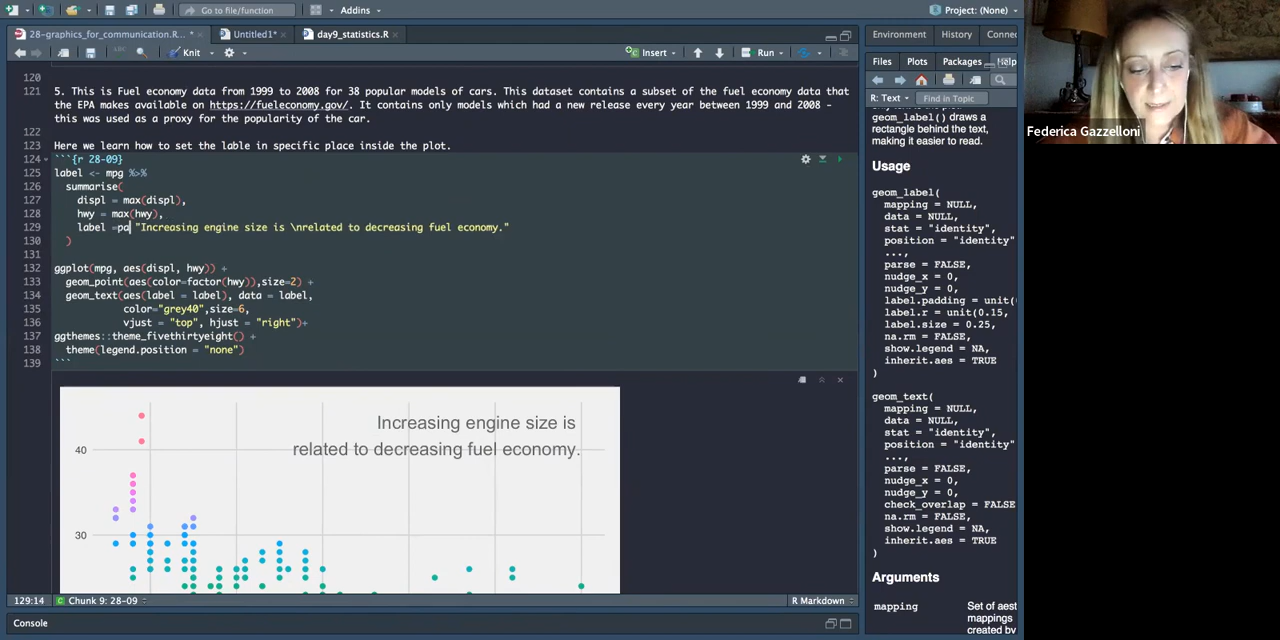 Go to file/function
Addins
Project: (None)
28-graphics_for_communication.R... *
Untitled1*
day9_statistics.R
Knit
Insert
Run
Environment
History
Connec
Files
Plots
Packages
Help
R: Text
Find in Topic
120
121 5. This is Fuel economy data from 1999 to 2008 for 38 popular models of cars. This dataset contains a subset of the fuel economy data that
the EPA makes available on https://fueleconomy.gov/. It contains only models which had a new release every year between 1999 and 2008 -
this was used as a proxy for the popularity of the car.
122
123 Here we learn how to set the lable in specific place inside the plot.
124 ```{r 28-09}
125 label <- mpg %>%
126 summarise(
127 displ = max(displ),
128 hwy = max(hwy),
129 label =pa "Increasing engine size is \nrelated to decreasing fuel economy."
130 )
131
132 ggplot(mpg, aes(displ, hwy)) +
133 geom_point(aes(color=factor(hwy)),size=2) +
134 geom_text(aes(label = label), data = label,
135 color="grey40",size=6,
136 vjust = "top", hjust = "right")+
137 ggthemes::theme_fivethirtyeight() +
138 theme(legend.position = "none")
139 ```
Increasing engine size is
related to decreasing fuel economy.
40
30
129:14
Chunk 9: 28-09
R Markdown
Console
geom_label() draws a
rectangle behind the text,
making it easier to read.
Usage
geom_label(
mapping = NULL,
data = NULL,
stat = "identity",
position = "identity"
...,
parse = FALSE,
nudge_x = 0,
nudge_y = 0,
label.padding = unit(
label.r = unit(0.15,
label.size = 0.25,
na.rm = FALSE,
show.legend = NA,
inherit.aes = TRUE
)
geom_text(
mapping = NULL,
data = NULL,
stat = "identity",
position = "identity"
...,
parse = FALSE,
nudge_x = 0,
nudge_y = 0,
check_overlap = FALSE
na.rm = FALSE,
show.legend = NA,
inherit.aes = TRUE
)
Arguments
mapping
Set of aest
mappings
created by
Federica Gazzelloni